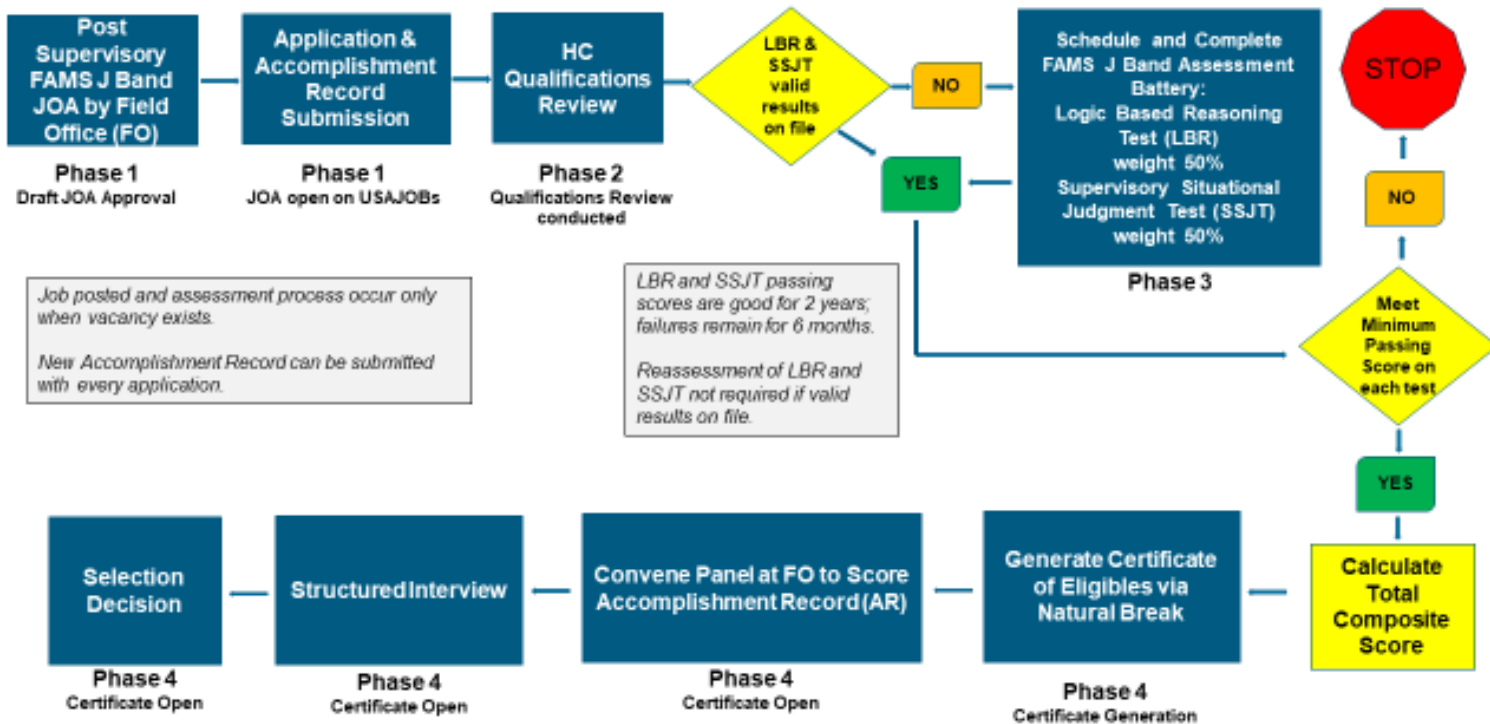 Post
Supervisory
FAMS J Band
JOA by Field
Office (FO)
Phase 1
Draft JOA Approval
Application &
Accomplishment
Record
Submission
Phase 1
JOA open on USAJOBs
HC
Qualifications
Review
Phase 2
Qualifications Review
conducted
LBR &
SSJT
valid
results
on file
NO
YES
Schedule and Complete
FAMS J Band Assessment
Battery:
Logic Based Reasoning
Test (LBR)
weight 50%
Supervisory Situational
Judgment Test (SSJT)
weight 50%
Phase 3
STOP
NO
Meet
Minimum
Passing
Score on
each test
YES
Job posted and assessment process occur only
when vacancy exists.
New Accomplishment Record can be submitted
with every application.
LBR and SSJT passing
scores are good for 2 years;
failures remain for 6 months.
Reassessment of LBR and
SSJT not required if valid
results on file.
Calculate
Total
Composite
Score
Generate Certificate
of Eligibles via
Natural Break
Phase 4
Certificate Generation
Convene Panel at FO to Score
Accomplishment Record (AR)
Phase 4
Certificate Open
Structured Interview
Phase 4
Certificate Open
Selection
Decision
Phase 4
Certificate Open